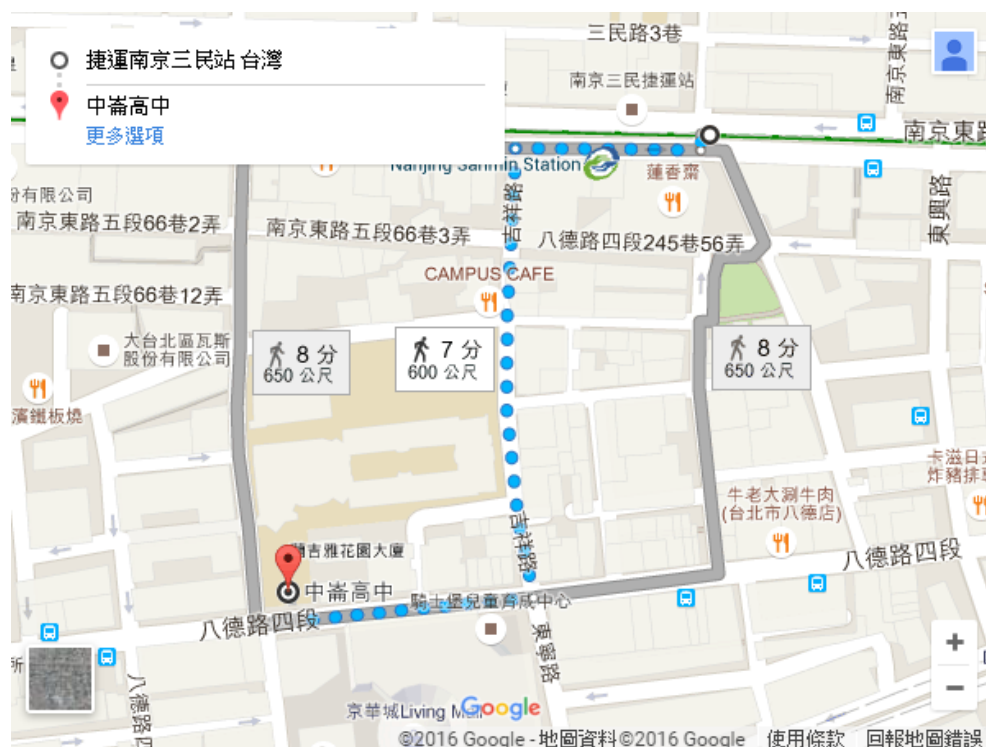 捷運南京三民站 台灣
中崙高中
更多選項
三民路3巷
南京三民捷運站
南京東路
Nanjing Sanmin Station
蓮香齋
份有限公司
南京東路五段66巷2弄
南京東路五段66巷3弄
吉祥路
八德路四段245巷56弄
東興路
CAMPUS CAFE
南京東路五段66巷12弄
大台北區瓦斯
股份有限公司
8 分
650 公尺
7 分
600 公尺
8 分
650 公尺
濱鐵板燒
卡滋日
炸豬排
牛老大涮牛肉
(台北市八德店)
吉祥路
蘭吉雅花園大廈
八德路四段
中崙高中
騎士堡兒童育成中心
八德路四段
東寧路
所
八德路四
京華城Living Mall
Google
©2016 Google - 地圖資料©2016 Google 使用條款 回報地圖錯誤